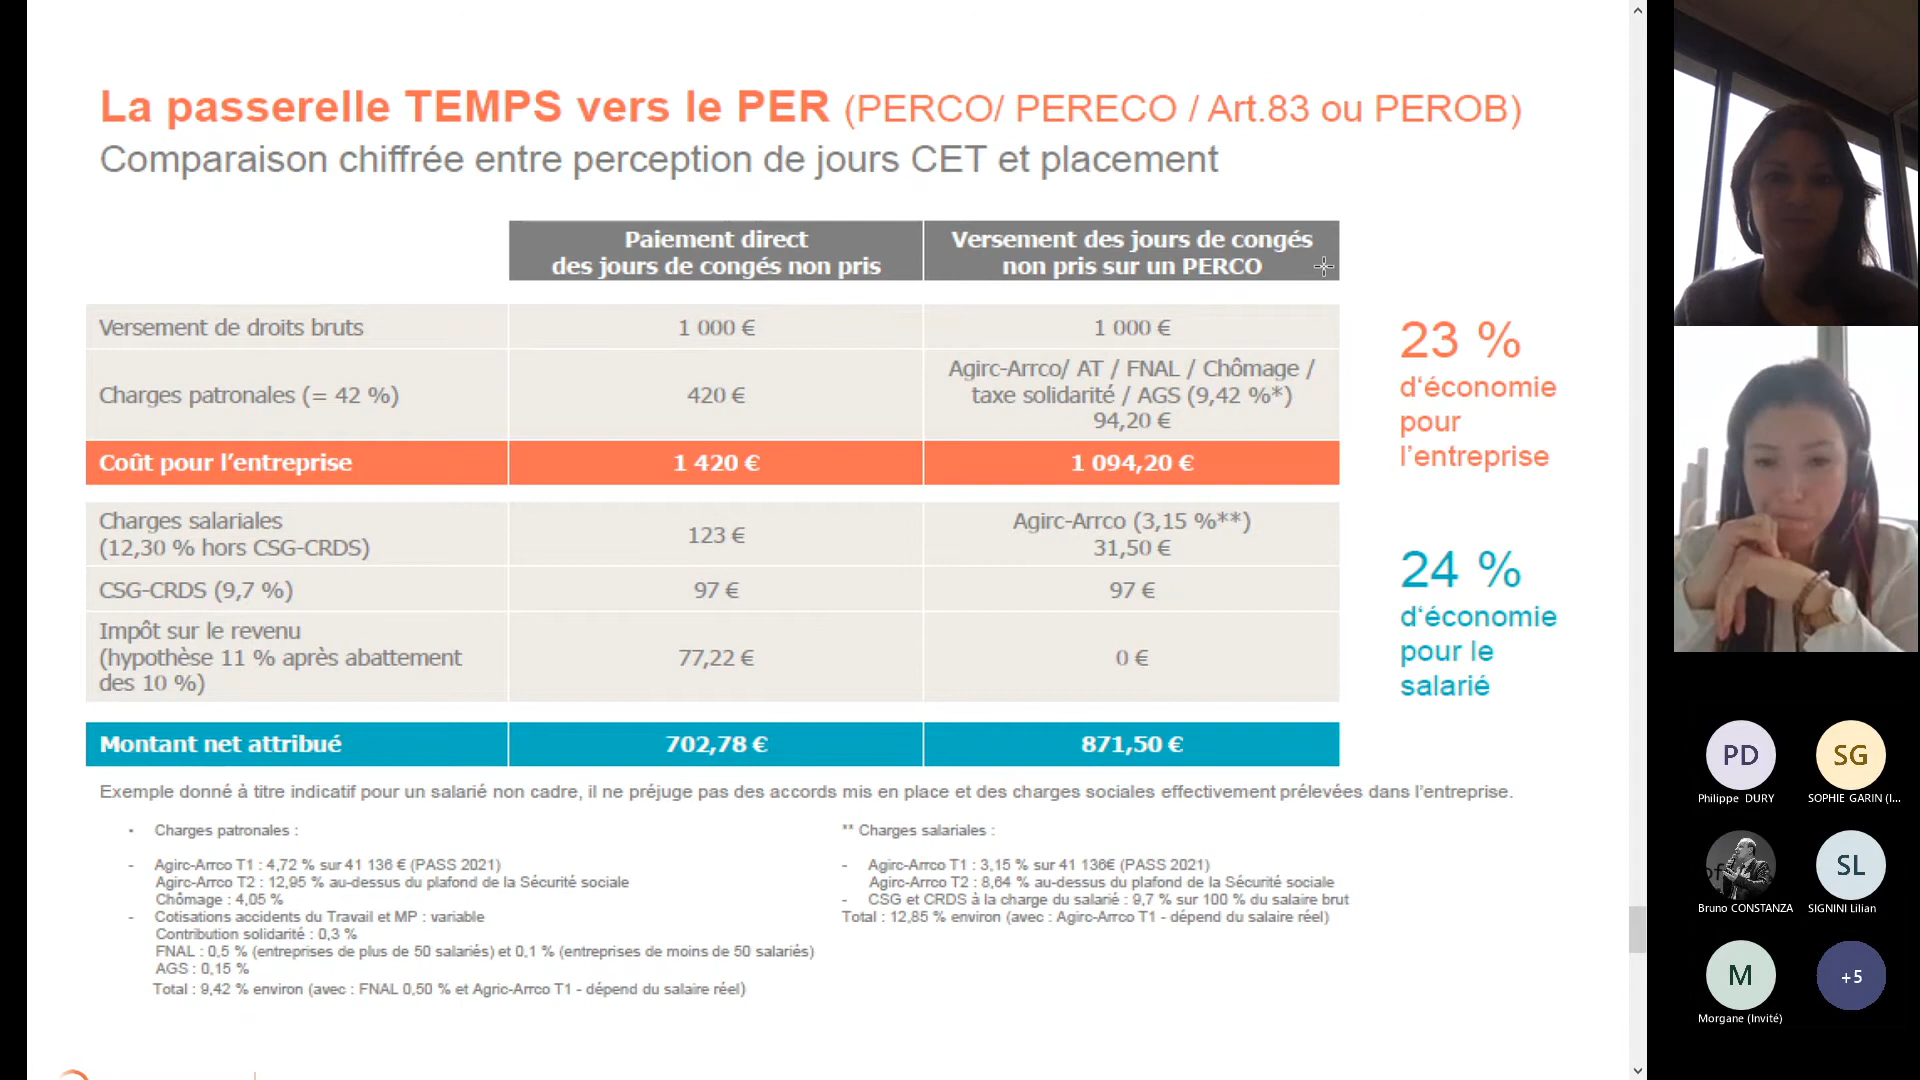 La passerelle TEMPS vers le PER (PERCO/ PERECO / Art.83 ou PEROB)
Comparaison chiffrée entre perception de jours CET et placement
Paiement direct
des jours de congés non pris
Versement des jours de congés
non pris sur un PERCO
Versement de droits bruts
1 000 €
1 000 €
Charges patronales (= 42 %)
420 €
Agirc-Arrco/ AT / FNAL / Chômage /
taxe solidarité / AGS (9,42 %*)
94,20 €
Coût pour l'entreprise
1 420 €
1 094,20 €
23 %
d'économie
pour
l'entreprise
Charges salariales
(12,30 % hors CSG-CRDS)
123 €
Agirc-Arrco (3,15 %**)
31,50 €
CSG-CRDS (9,7 %)
97 €
97 €
Impôt sur le revenu
(hypothèse 11 % après abattement
des 10 %)
77,22 €
0 €
24 %
d'économie
pour le
salarié
Montant net attribué
702,78 €
871,50 €
Exemple donné à titre indicatif pour un salarié non cadre, il ne préjuge pas des accords mis en place et des charges sociales effectivement prélevées dans l'entreprise.
• Charges patronales :
- Agirc-Arrco T1 : 4,72 % sur 41 136 € (PASS 2021)
Agirc-Arrco T2 : 12,95 % au-dessus du plafond de la Sécurité sociale
Chômage : 4,05 %
- Cotisations accidents du Travail et MP : variable
Contribution solidarité : 0,3 %
FNAL : 0,5 % (entreprises de plus de 50 salariés) et 0,1 % (entreprises de moins de 50 salariés)
AGS : 0,15 %
Total : 9,42 % environ (avec : FNAL 0,50 % et Agric-Arrco T1 - dépend du salaire réel)
** Charges salariales :
- Agirc-Arrco T1 : 3,15 % sur 41 136€ (PASS 2021)
Agirc-Arrco T2 : 8,64 % au-dessus du plafond de la Sécurité sociale
- CSG et CRDS à la charge du salarié : 9,7 % sur 100 % du salaire brut
Total : 12,85 % environ (avec : Agirc-Arrco T1 - dépend du salaire réel)
PD
Philippe DURY
SG
SOPHIE GARIN (I...
Bruno CONSTANZA
SL
SIGNINI Lilian
M
Morgane (Invité)
+5